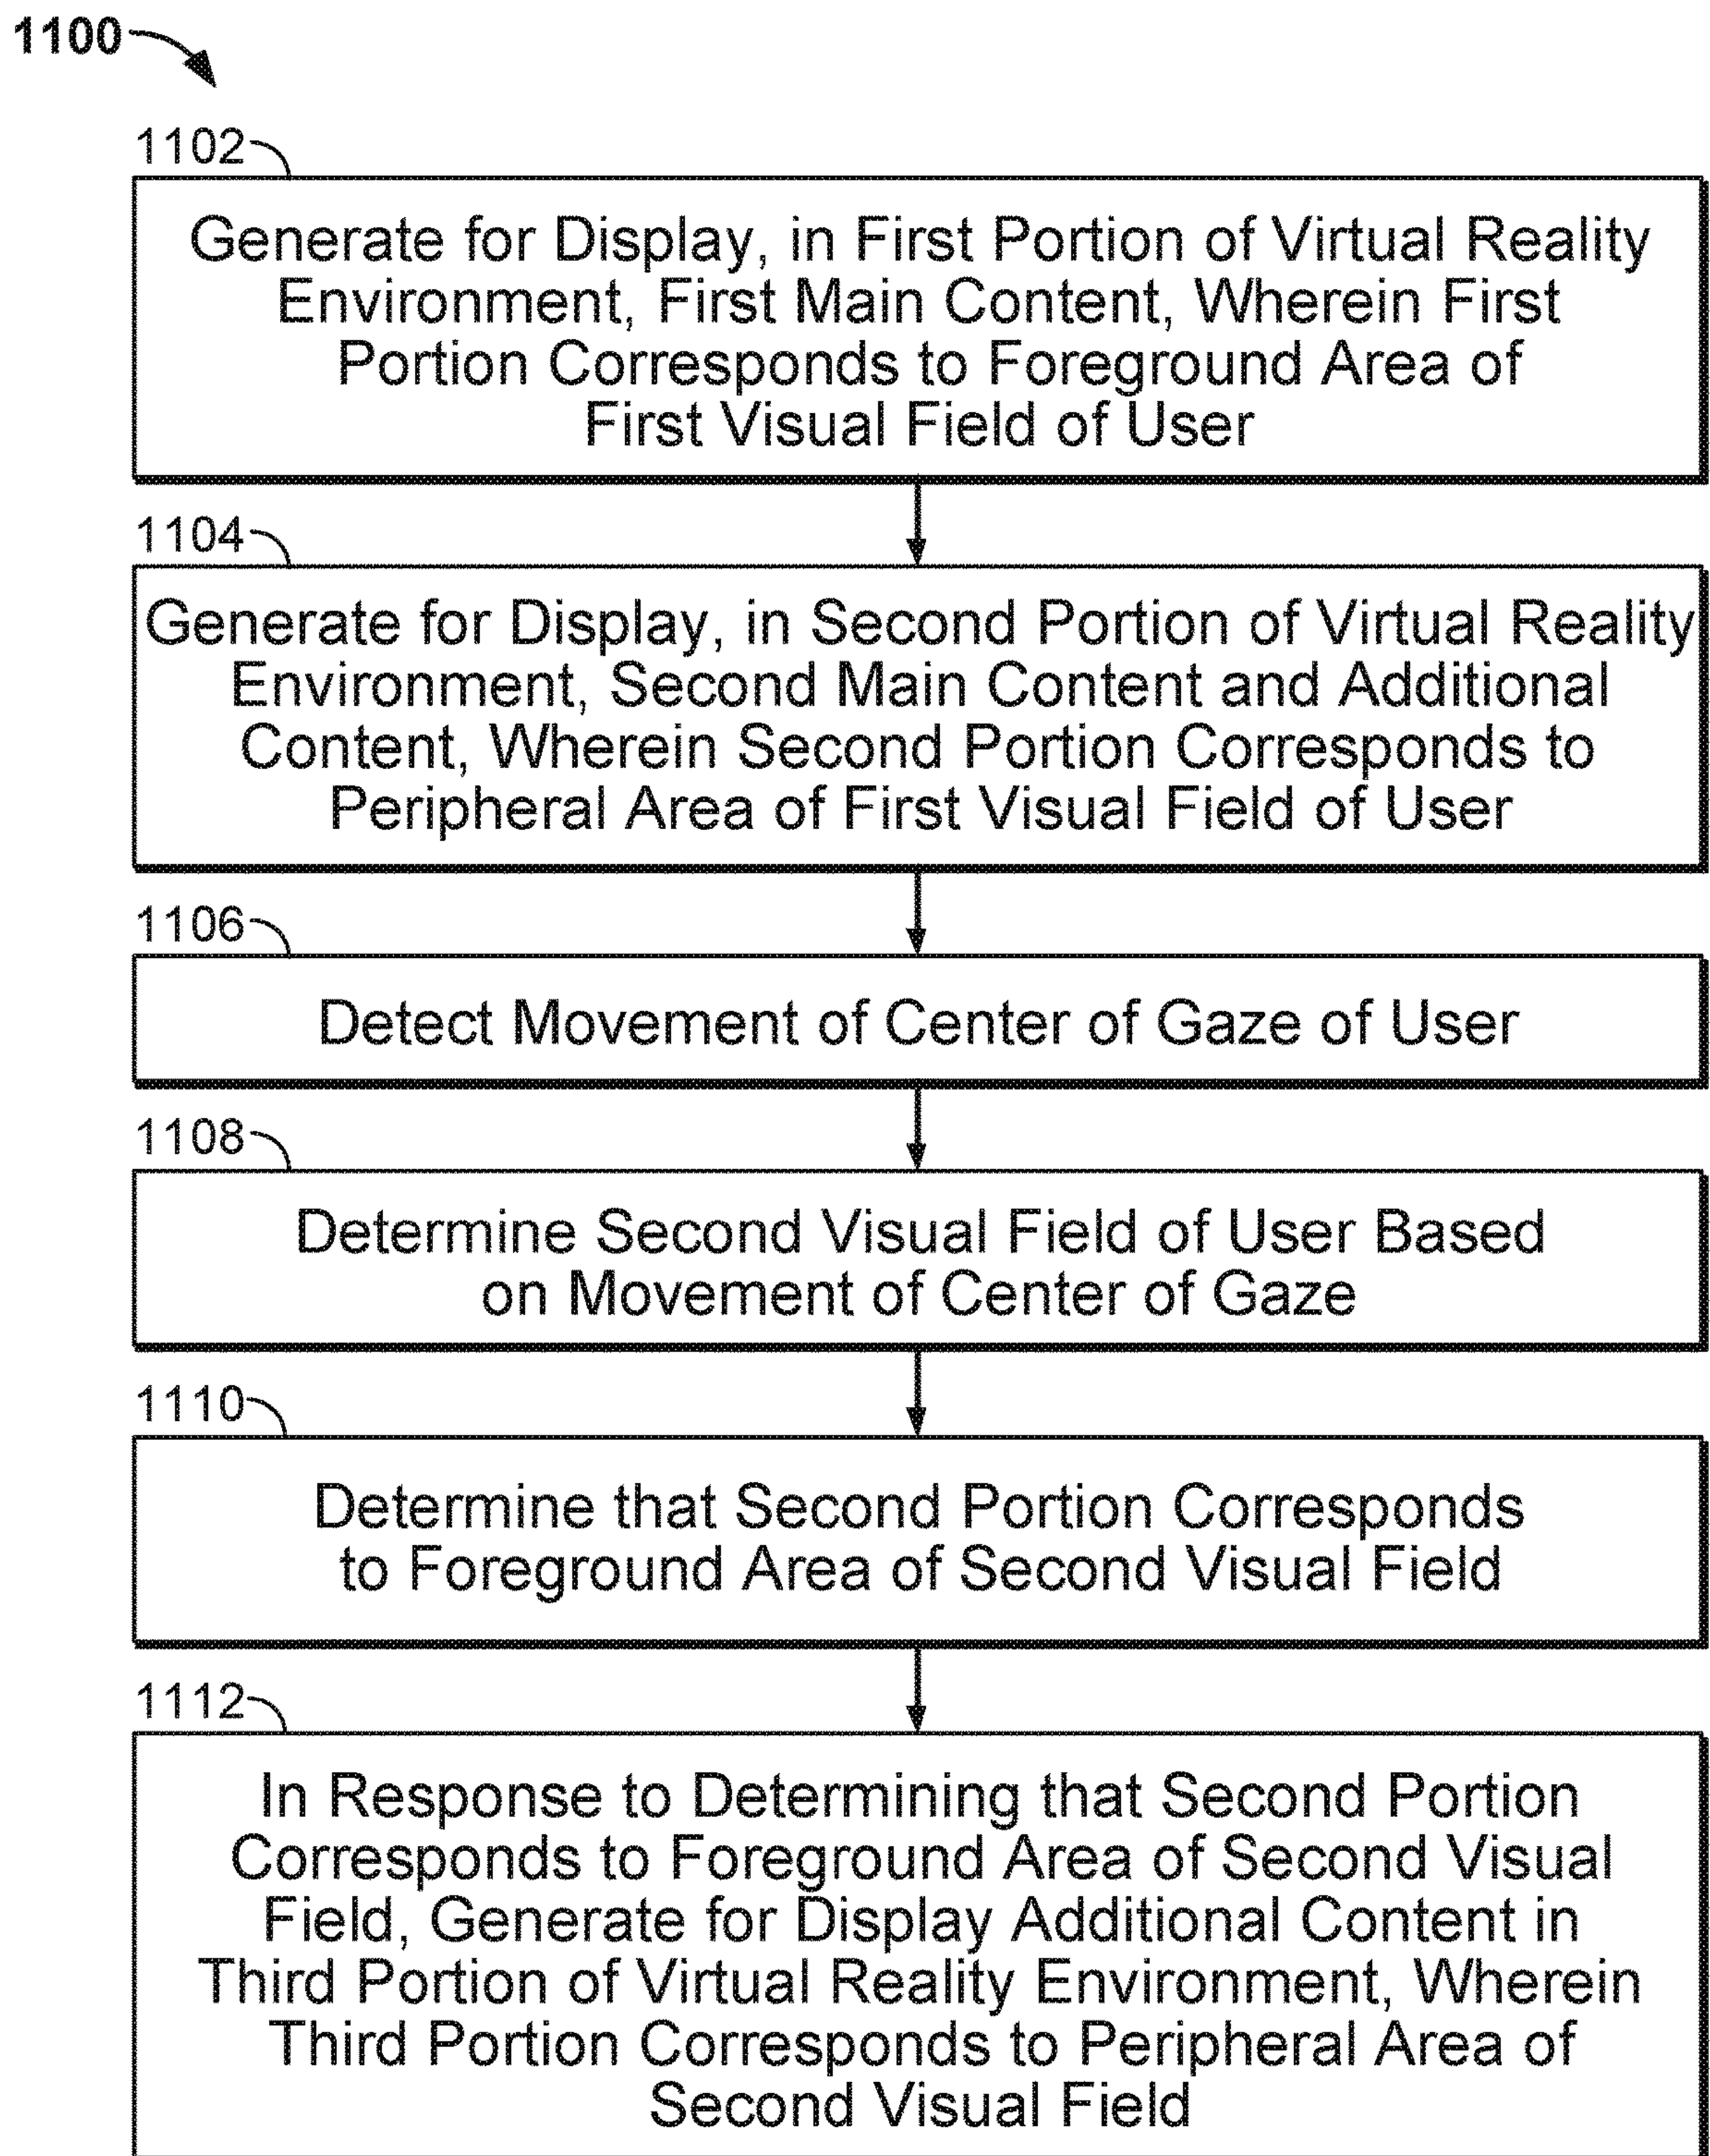 1100
1102
Generate for Display, in First Portion of Virtual Reality
Environment, First Main Content, Wherein First
Portion Corresponds to Foreground Area of
First Visual Field of User
1104
Generate for Display, in Second Portion of Virtual Reality
Environment, Second Main Content and Additional
Content, Wherein Second Portion Corresponds to
Peripheral Area of First Visual Field of User
1106
Detect Movement of Center of Gaze of User
1108
Determine Second Visual Field of User Based
on Movement of Center of Gaze
1110
Determine that Second Portion Corresponds
to Foreground Area of Second Visual Field
1112
In Response to Determining that Second Portion
Corresponds to Foreground Area of Second Visual
Field, Generate for Display Additional Content in
Third Portion of Virtual Reality Environment, Wherein
Third Portion Corresponds to Peripheral Area of
Second Visual Field